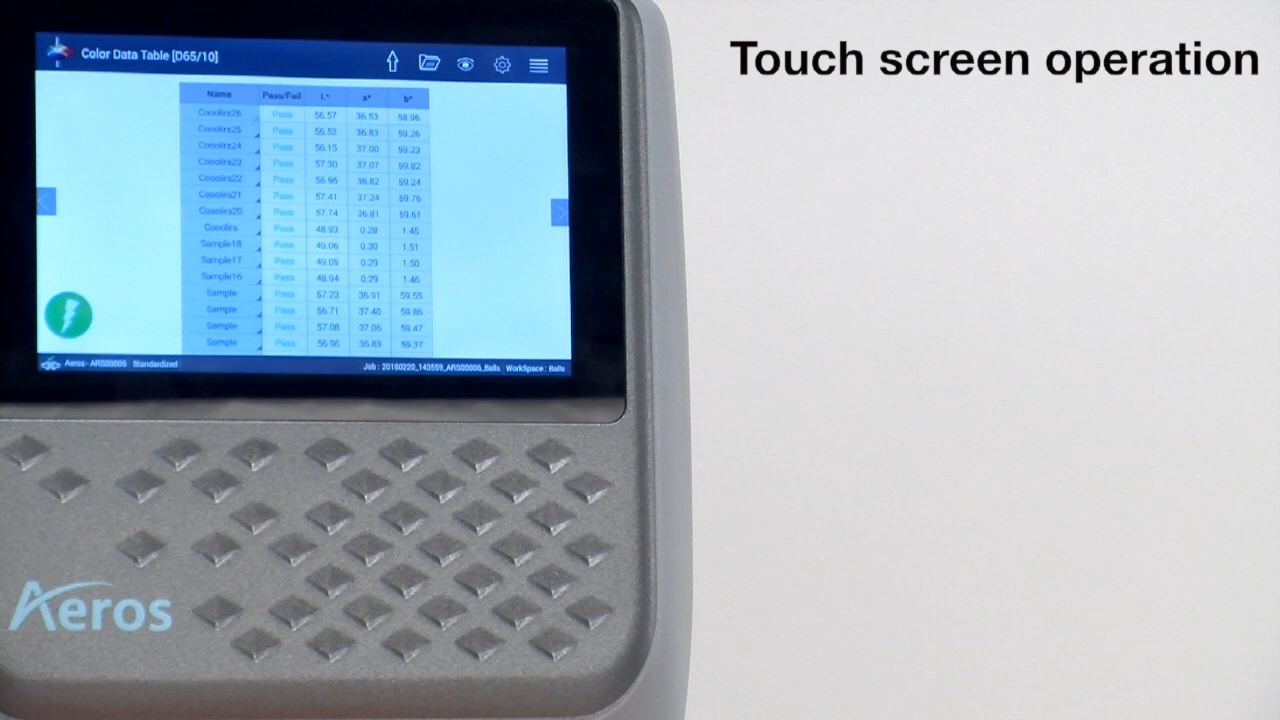 Touch screen operation
Color Data Table [D65/10]
Name Pass/Fail L* a* b*
Cooolirs26 Pass 56.57 36.53 58.96
Cooolirs25 Pass 56.52 36.83 59.26
Cooolirs24 Pass 56.15 37.00 59.23
Cooolirs23 Pass 57.30 37.07 59.82
Cooolirs22 Pass 56.96 36.82 59.24
Cooolirs21 Pass 57.41 37.24 59.76
Cooolirs20 Pass 57.74 36.81 59.61
Cooolirs Pass 48.93 0.28 1.45
Sample18 Pass 49.06 0.30 1.51
Sample17 Pass 49.05 0.29 1.50
Sample16 Pass 48.94 0.29 1.46
Sample Pass 57.23 36.91 59.55
Sample Pass 56.71 37.40 59.86
Sample Pass 57.08 37.06 59.47
Sample Pass 56.96 36.83 59.37
Aeros - ARS00006 Standardized Job : 20180220_143559_ARS00006_Balls WorkSpace : Balls
Aeros